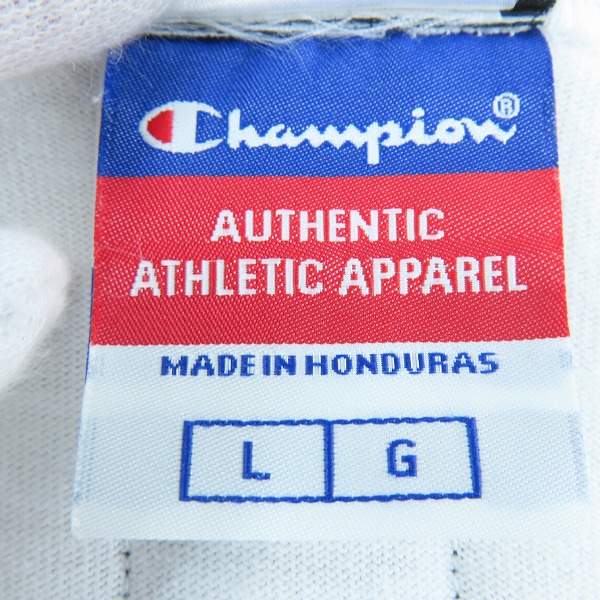 Champion®
AUTHENTIC
ATHLETIC APPAREL
MADE IN HONDURAS
L G